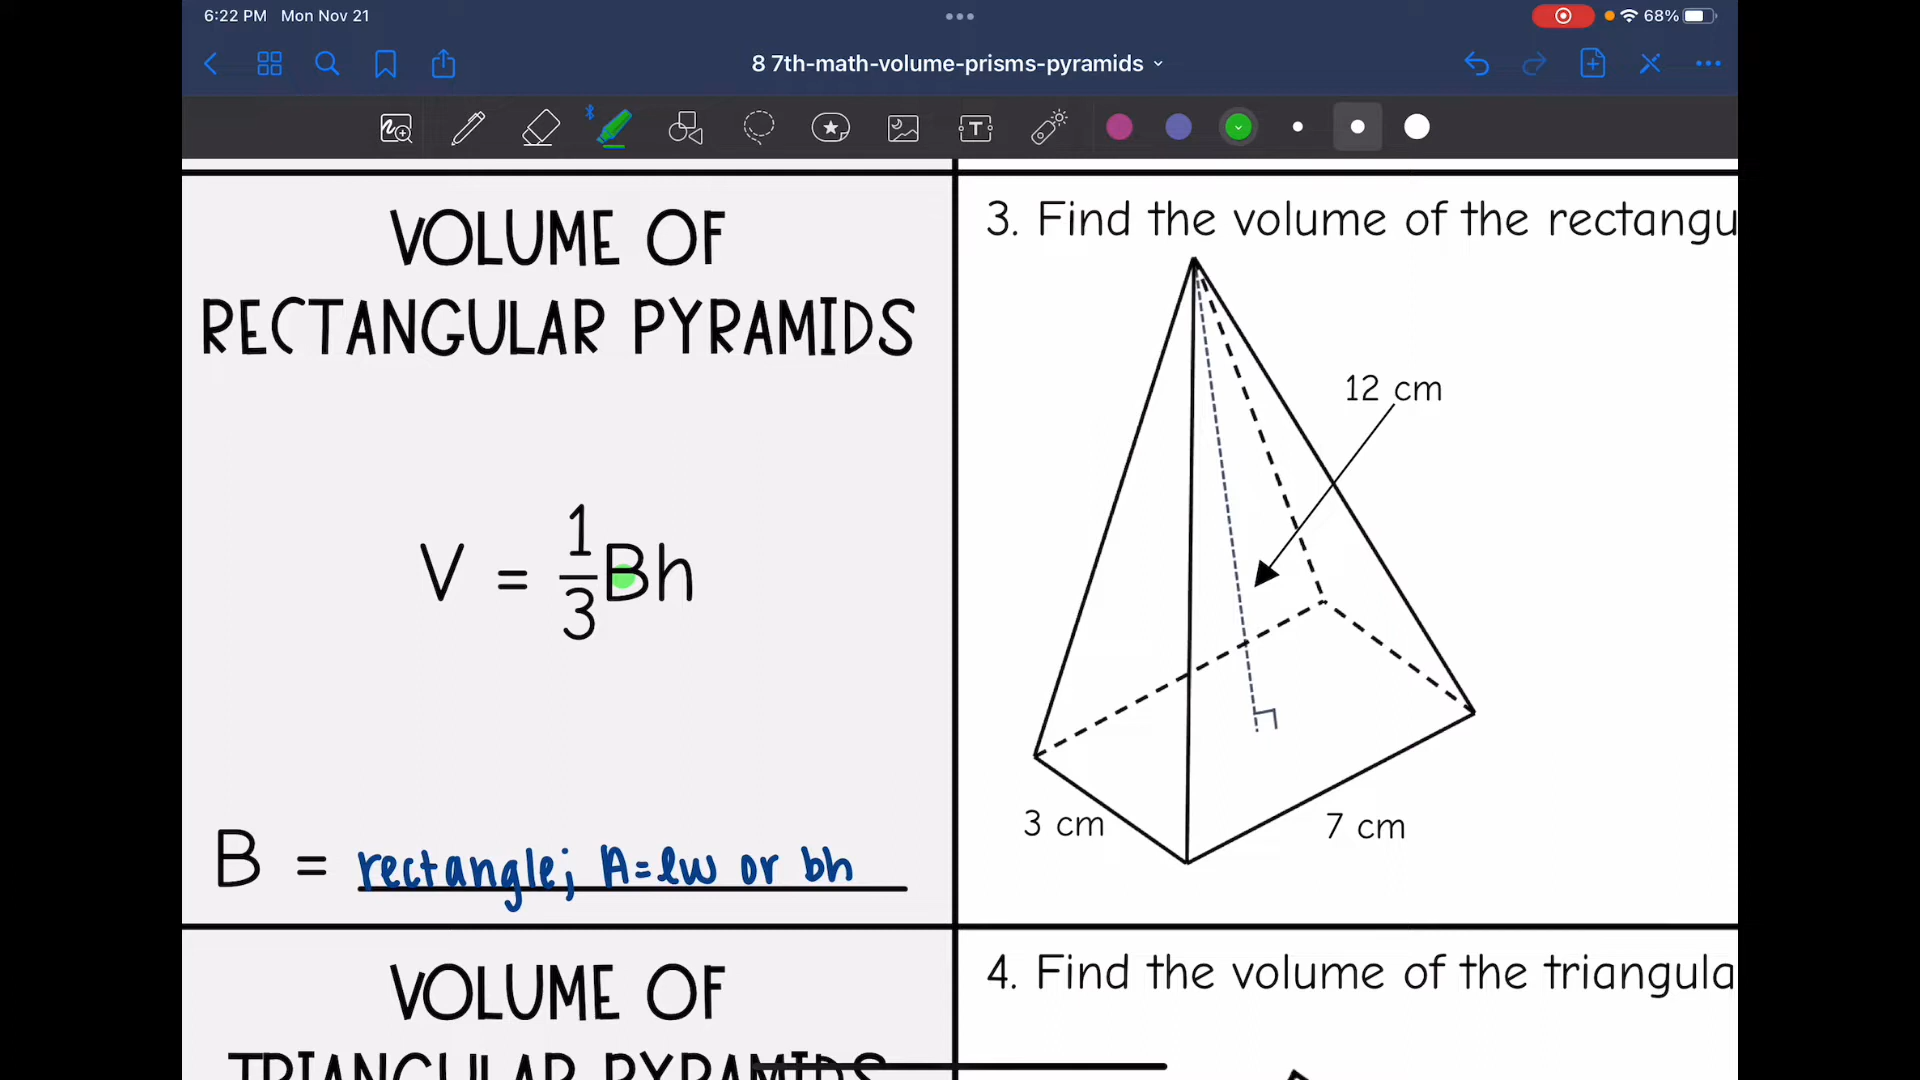 6:22 PM Mon Nov 21
68%
8 7th-math-volume-prisms-pyramids
T
VOLUME OF
RECTANGULAR PYRAMIDS
V = 1/3 Bh
B = rectangle; A=lw or bh
3. Find the volume of the rectangu
12 cm
3 cm
7 cm
VOLUME OF
TRIANGULAR PYRAMIDS
4. Find the volume of the triangula